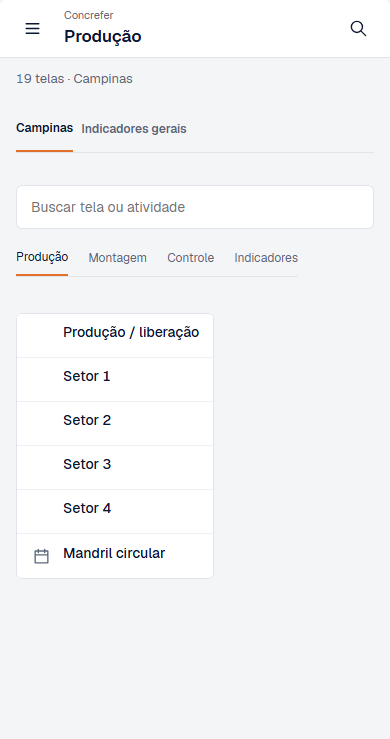 Concrefer
Produção
19 telas · Campinas
Campinas Indicadores gerais
Buscar tela ou atividade
Produção Montagem Controle Indicadores
Produção / liberação
Setor 1
Setor 2
Setor 3
Setor 4
Mandril circular